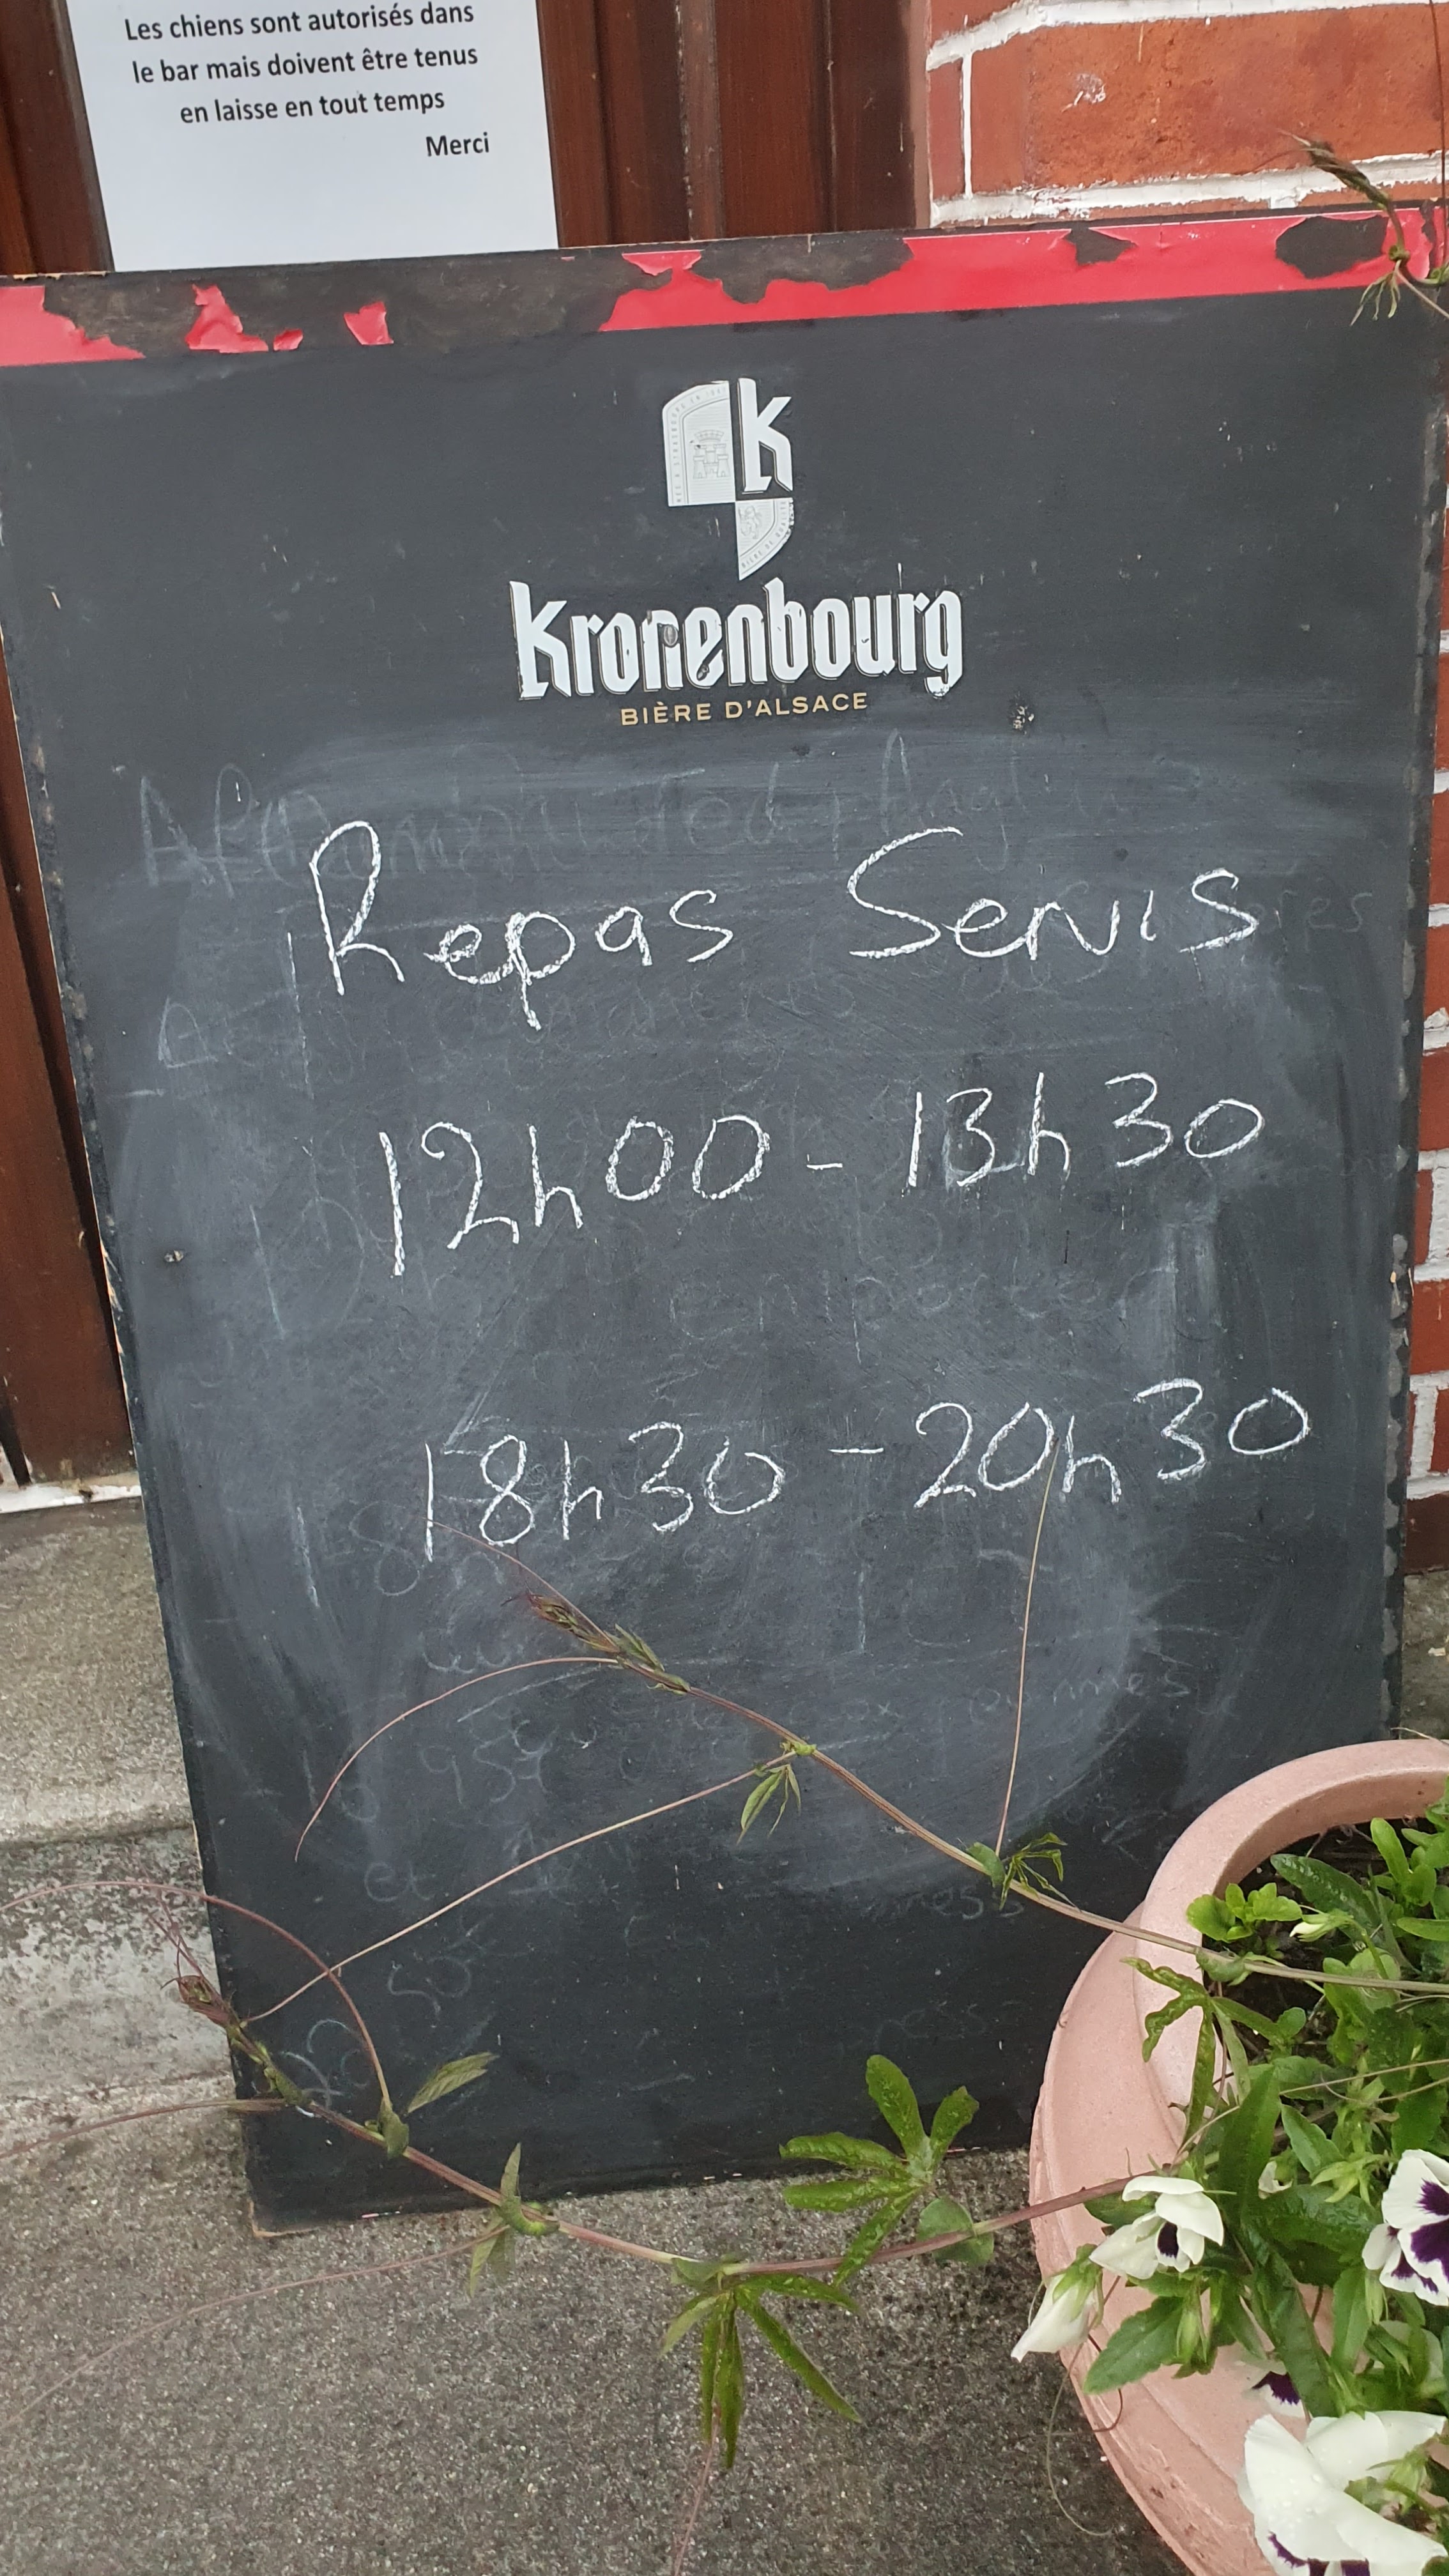 Les chiens sont autorisés dans
le bar mais doivent être tenus
en laisse en tout temps
Merci
K
Kronenbourg
BIÈRE D'ALSACE
Repas Servis
12h00 - 13h30
18h30 - 20h30